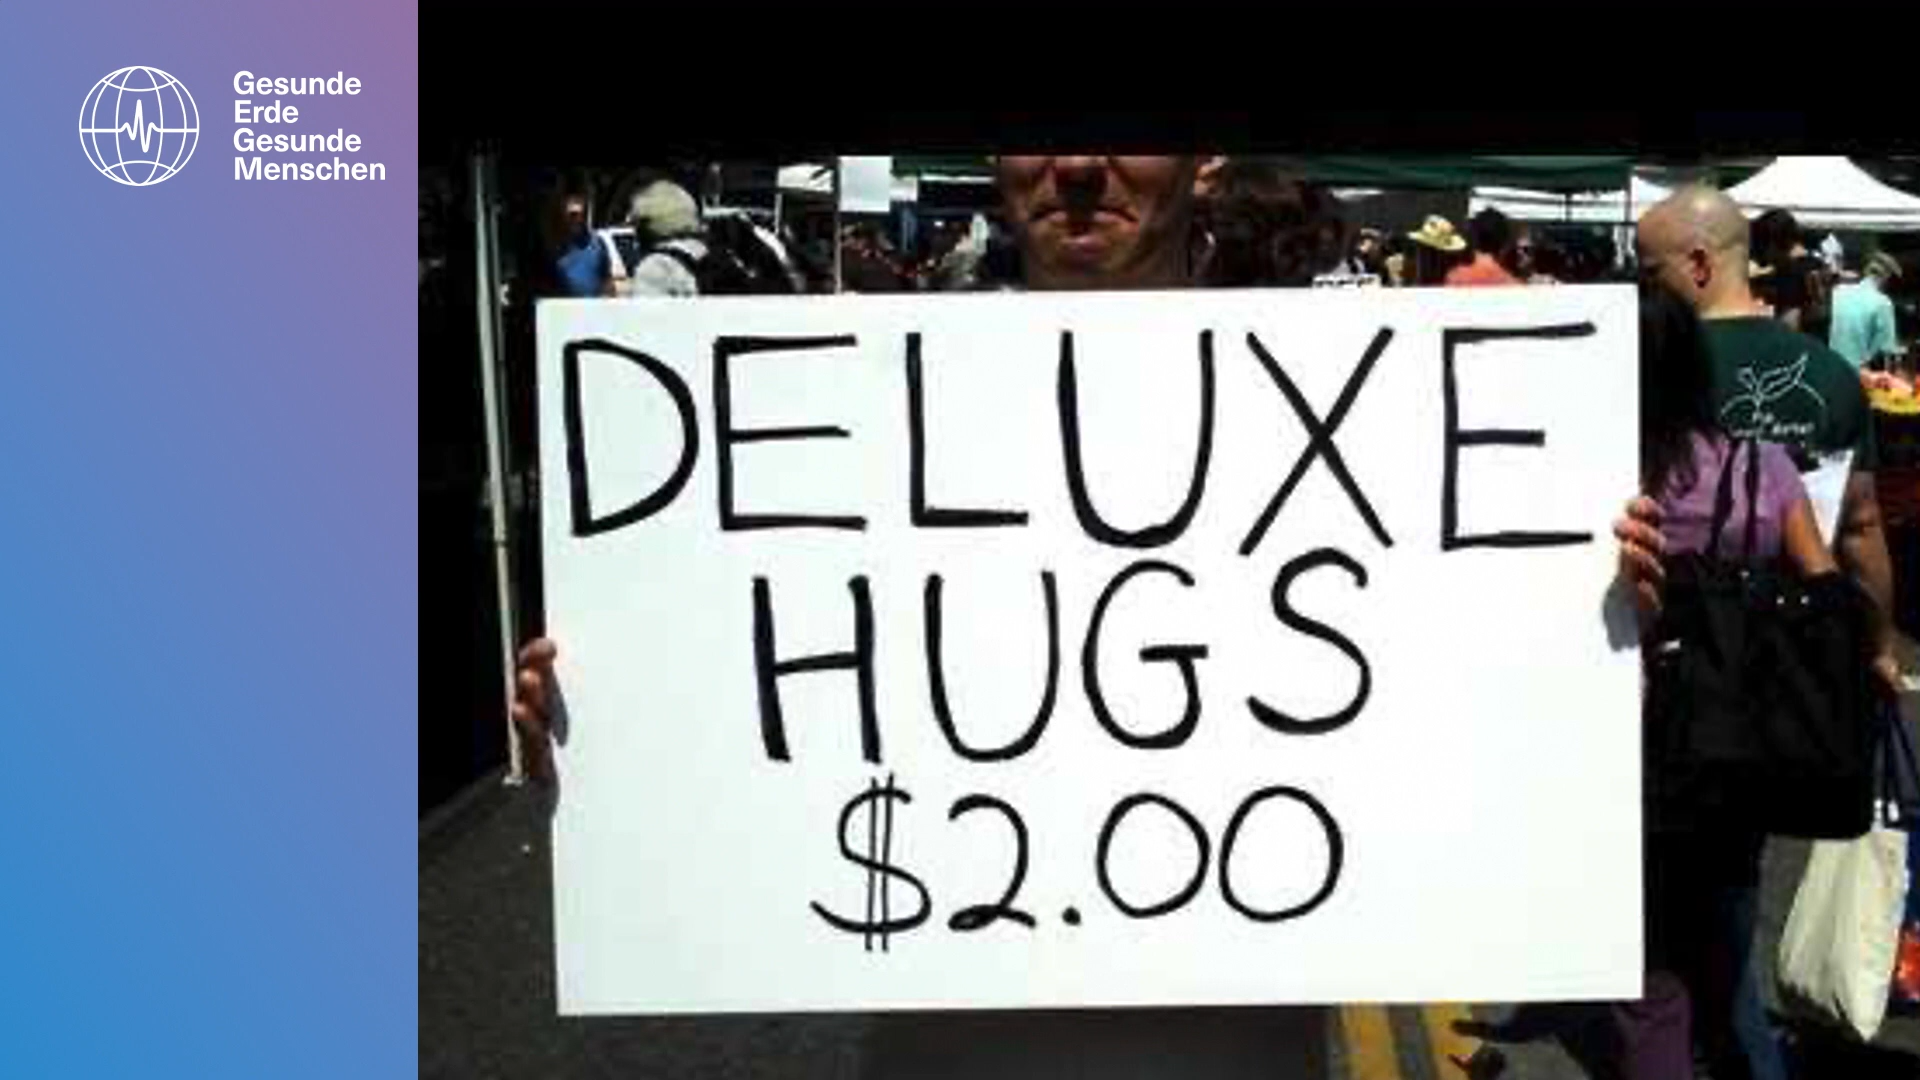 Gesunde
Erde
Gesunde
Menschen
DELUXE
HUGS
$2.00